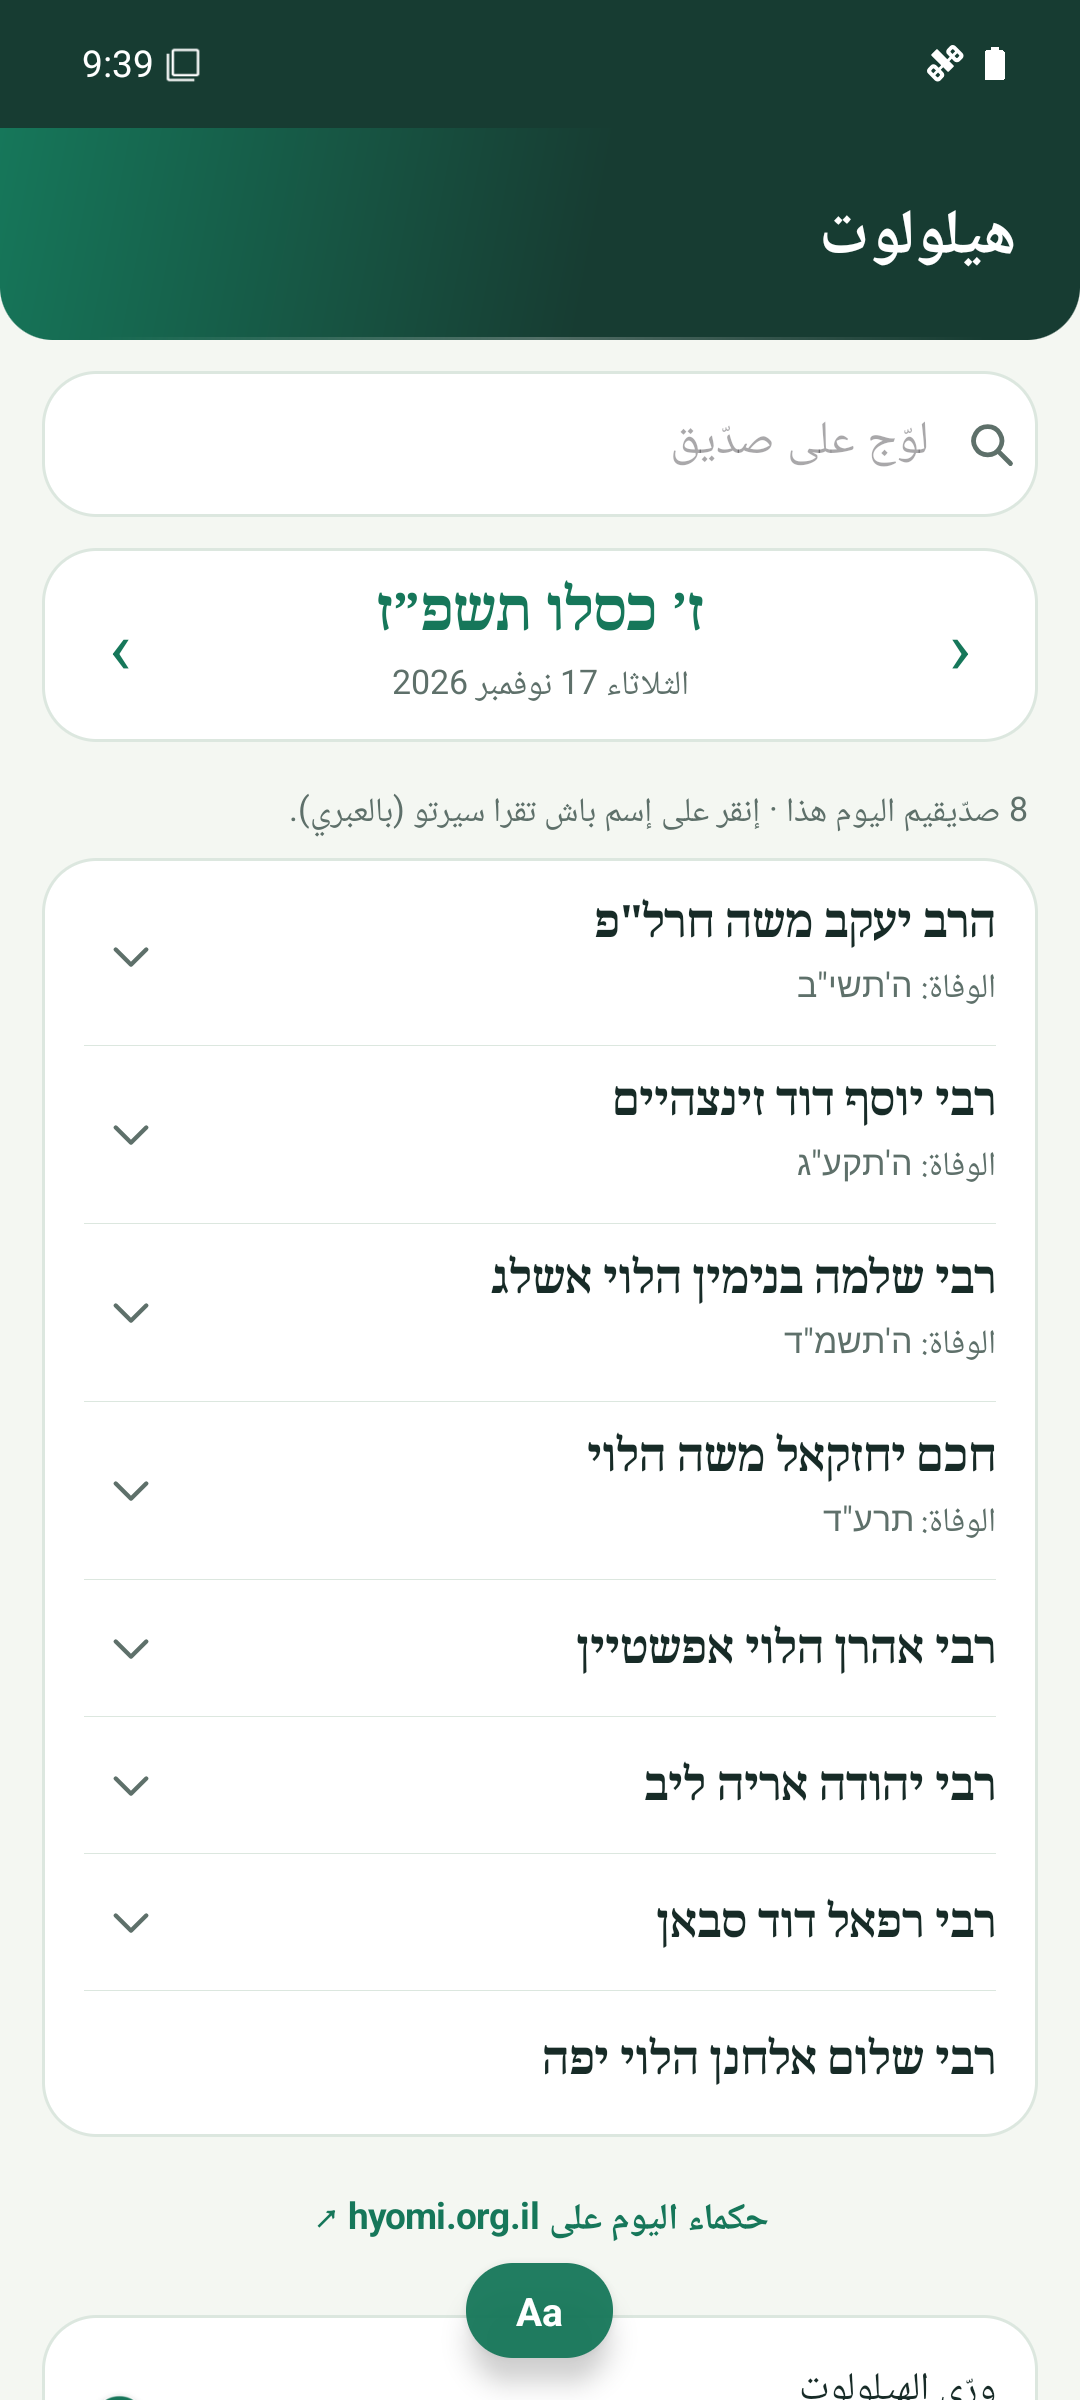 9:39
هيلولوت
لوّج على صدّيق
ז׳ כסלו תשפ״ז
الثلاثاء 17 نوفمبر 2026
8 صدّيقيم اليوم هذا · إنقر على إسم باش تقرا سيرتو (بالعبري).
הרב יעקב משה חרל"פ
الوفاة: ה'תשי"ב
רבי יוסף דוד זינצהיים
الوفاة: ה'תקע"ג
רבי שלמה בנימין הלוי אשלג
الوفاة: ה'תשמ"ד
חכם יחזקאל משה הלוי
الوفاة: תרע"ד
רבי אהרן הלוי אפשטיין
רבי יהודה אריה ליב
רבי רפאל דוד סבאן
רבי שלום אלחנן הלוי יפה
حكماء اليوم على hyomi.org.il ↗
Aa
ورّي الهيلولوت